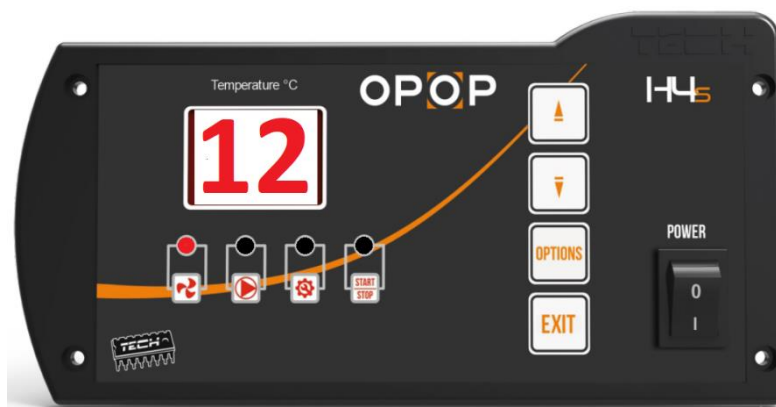 TECH
Temperature °C
OPOP
H4s
12
POWER
START
STOP
OPTIONS
0
I
EXIT
TECH